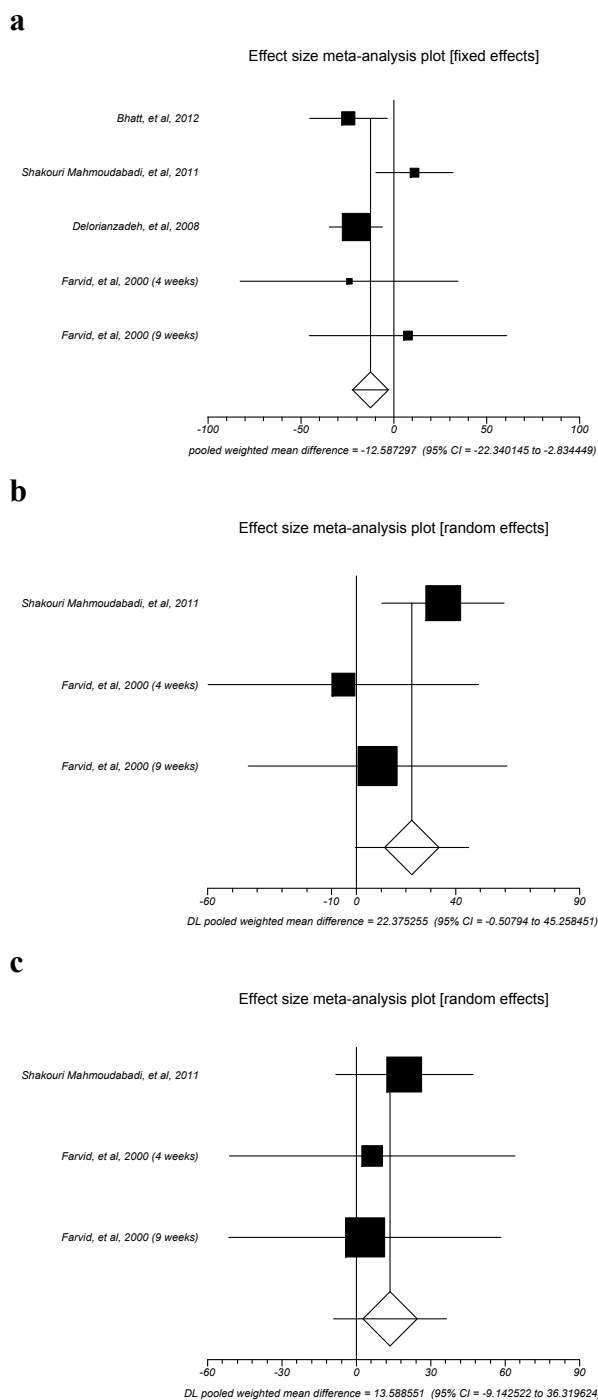 a
Effect size meta-analysis plot [fixed effects]
Bhatt, et al, 2012
Shakouri Mahmoudabadi, et al, 2011
Delorianzadeh, et al, 2008
Farvid, et al, 2000 (4 weeks)
Farvid, et al, 2000 (9 weeks)
-100 -50 0 50 100
pooled weighted mean difference = -12.587297 (95% CI = -22.340145 to -2.834449)
b
Effect size meta-analysis plot [random effects]
Shakouri Mahmoudabadi, et al, 2011
Farvid, et al, 2000 (4 weeks)
Farvid, et al, 2000 (9 weeks)
-60 -10 0 40 90
DL pooled weighted mean difference = 22.375255 (95% CI = -0.50794 to 45.258451)
c
Effect size meta-analysis plot [random effects]
Shakouri Mahmoudabadi, et al, 2011
Farvid, et al, 2000 (4 weeks)
Farvid, et al, 2000 (9 weeks)
-60 -30 0 30 60 90
DL pooled weighted mean difference = 13.588551 (95% CI = -9.142522 to 36.319624)